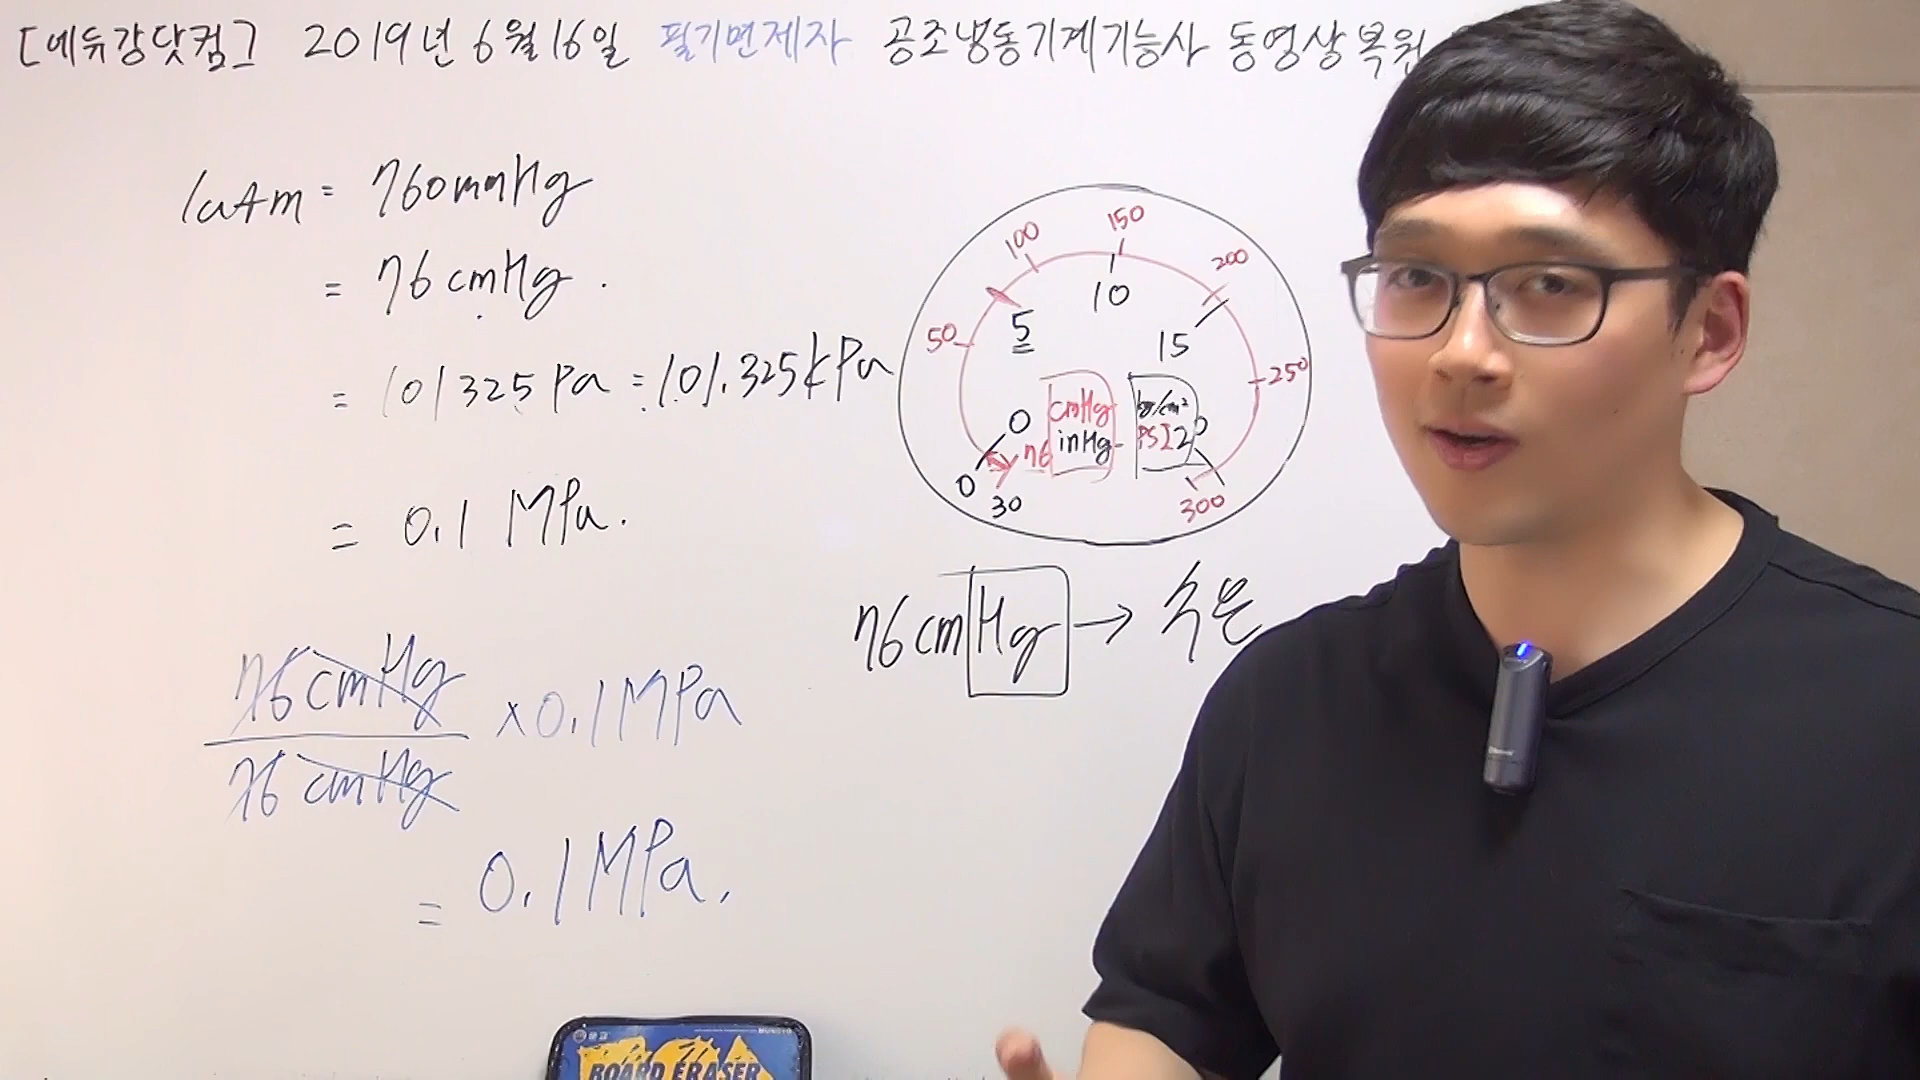 [에듀강닷컴] 2019년 6월 16일 필기면제자 공조냉동기계기능사 동영상 복원
1atm = 760mmHg
= 76cmHg.
= 101325Pa = 101.325kPa
= 0.1 MPa.
76cmHg
76cmHg
×0.1MPa
= 0.1MPa.
150
100
200
10
5
15
50
250
0
cmHg
kg/cm²
inHg
PSI
20
76
0
30
300
76cmHg → 수은
BOARD ERASER